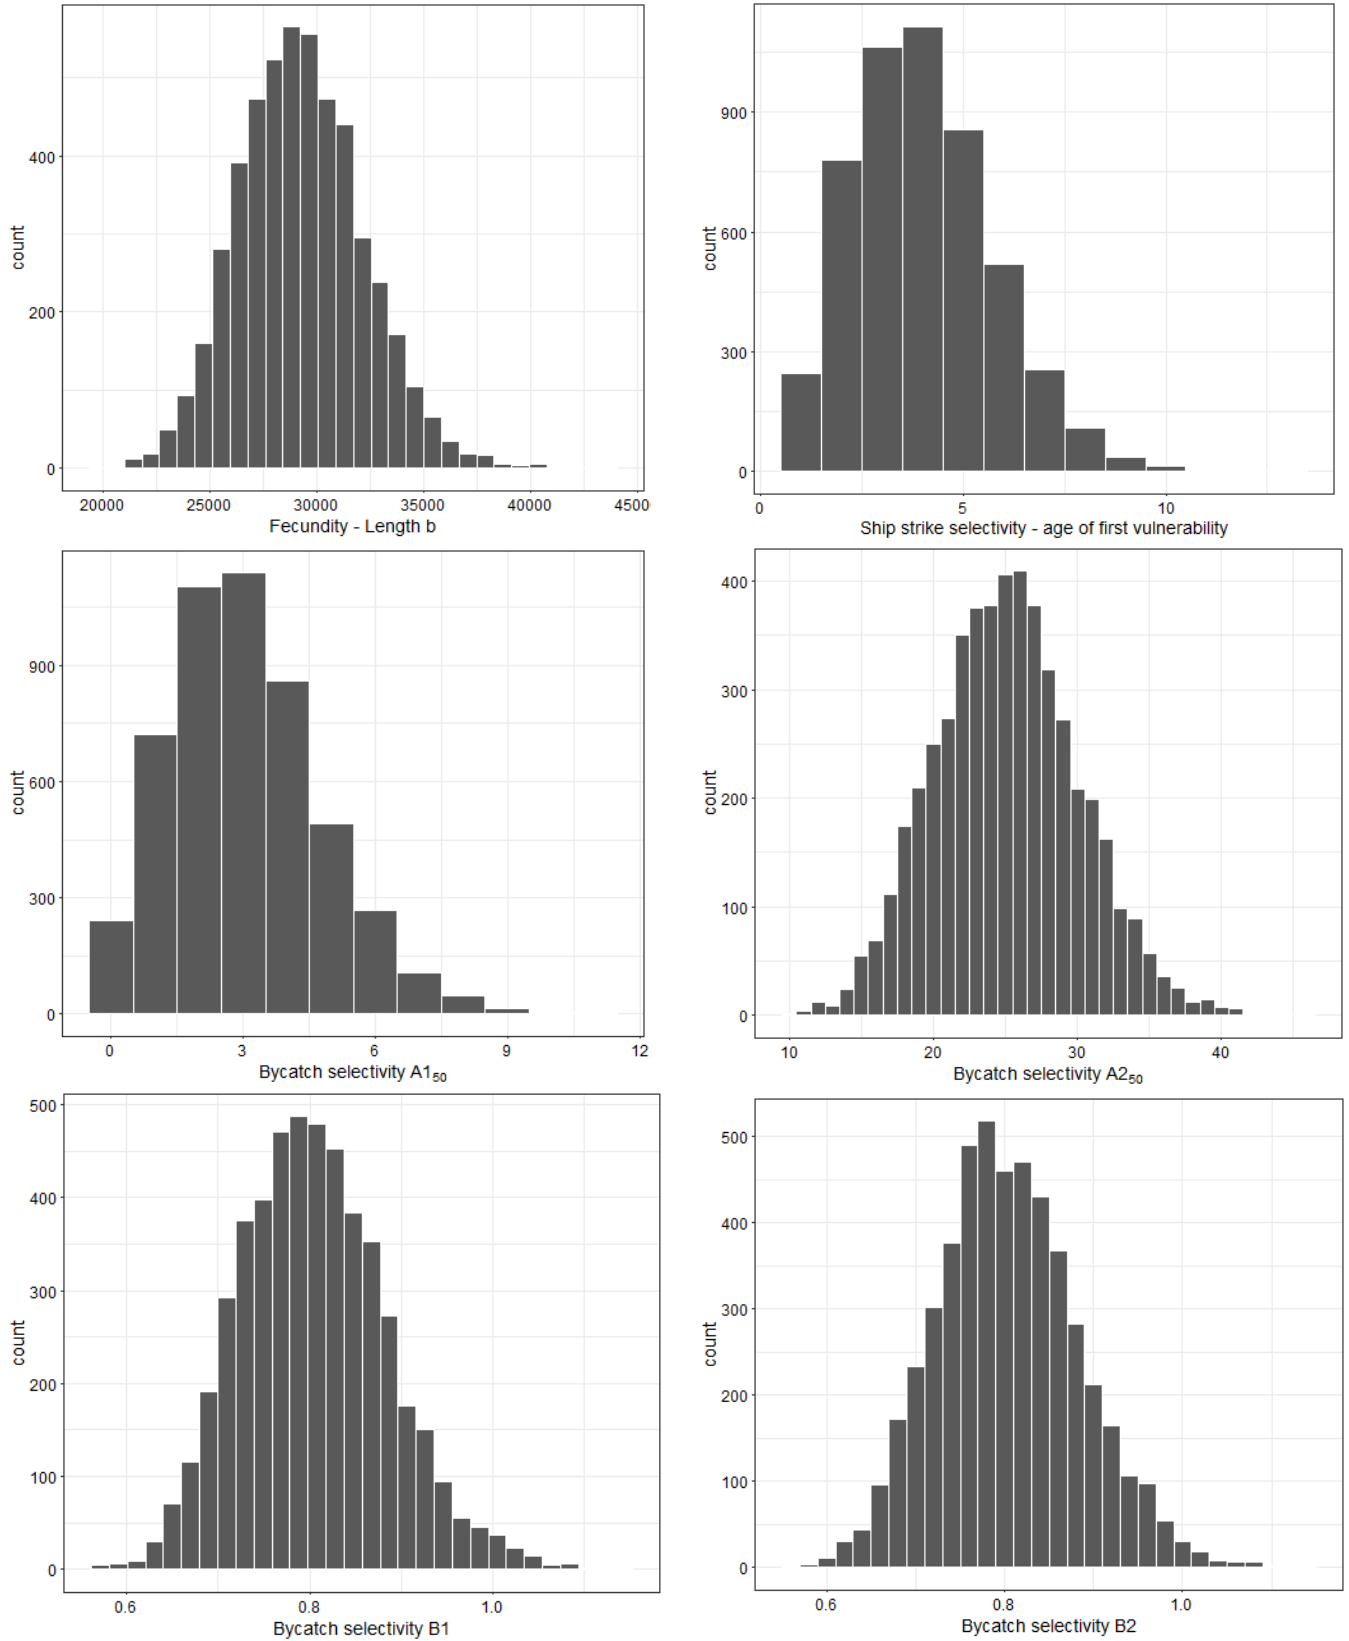 count
400
200
0
20000 25000 30000 35000 40000 45000
Fecundity - Length b
count
900
600
300
0
0 5 10
Ship strike selectivity - age of first vulnerability
count
900
600
300
0
0 3 6 9 12
Bycatch selectivity A1₅₀
count
400
300
200
100
0
10 20 30 40
Bycatch selectivity A2₅₀
count
500
400
300
200
100
0
0.6 0.8 1.0
Bycatch selectivity B1
count
500
400
300
200
100
0
0.6 0.8 1.0
Bycatch selectivity B2